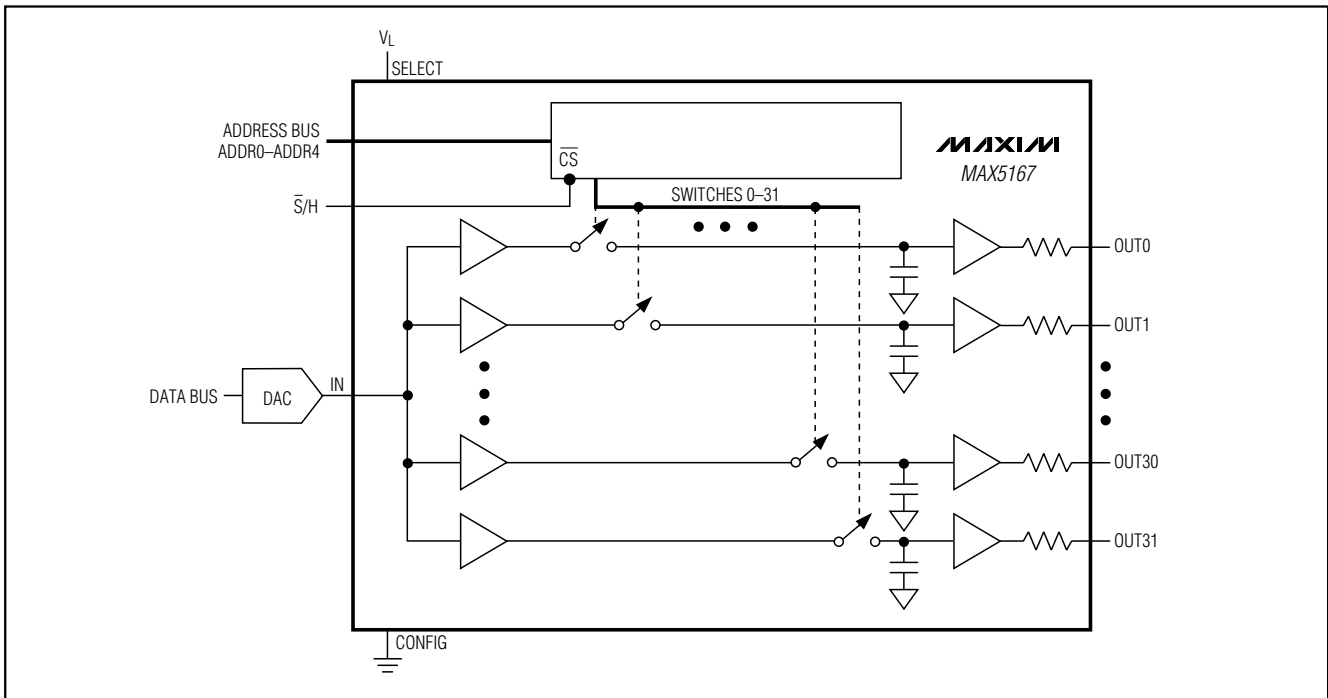 VL
SELECT
ADDRESS BUS
ADDR0–ADDR4
CS
MAXIM
MAX5167
S/H
SWITCHES 0–31
OUT0
OUT1
DATA BUS
DAC
IN
OUT30
OUT31
CONFIG